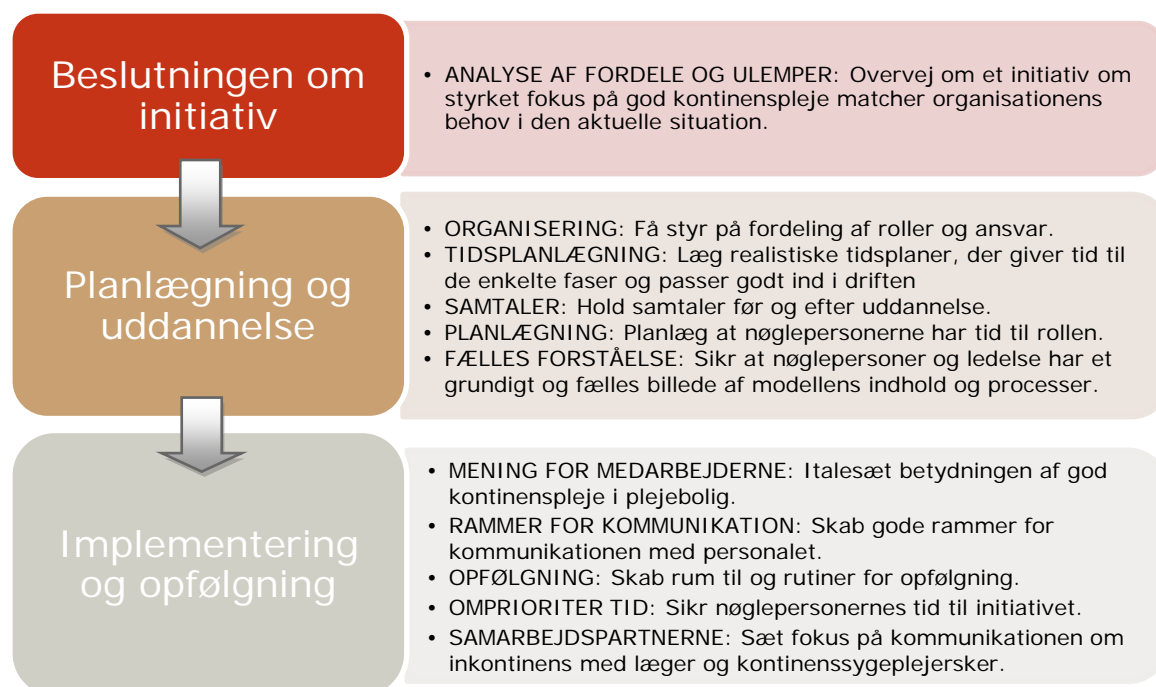 Beslutningen om
initiativ
• ANALYSE AF FORDELE OG ULEMPER: Overvej om et initiativ om
styrket fokus på god kontinenspleje matcher organisationens
behov i den aktuelle situation.
Planlægning og
uddannelse
• ORGANISERING: Få styr på fordeling af roller og ansvar.
• TIDSPLANLÆGNING: Læg realistiske tidsplaner, der giver tid til
de enkelte faser og passer godt ind i driften
• SAMTALER: Hold samtaler før og efter uddannelse.
• PLANLÆGNING: Planlæg at nøglepersonerne har tid til rollen.
• FÆLLES FORSTÅELSE: Sikr at nøglepersoner og ledelse har et
grundigt og fælles billede af modellens indhold og processer.
Implementering
og opfølgning
• MENING FOR MEDARBEJDERNE: Italesæt betydningen af god
kontinenspleje i plejebolig.
• RAMMER FOR KOMMUNIKATION: Skab gode rammer for
kommunikationen med personalet.
• OPFØLGNING: Skab rum til og rutiner for opfølgning.
• OMPRIORITER TID: Sikr nøglepersonernes tid til initiativet.
• SAMARBEJDSPARTNERNE: Sæt fokus på kommunikationen om
inkontinens med læger og kontinenssygeplejersker.